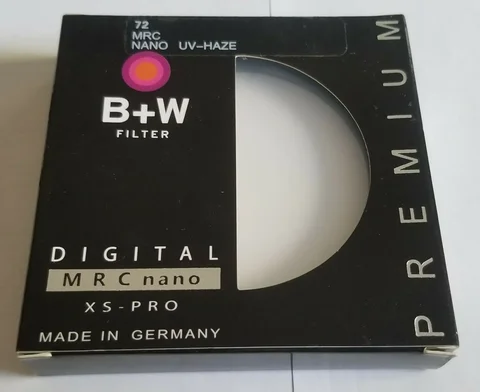 72
MRC
NANO UV-HAZE
B+W
FILTER
DIGITAL
MRC nano
XS-PRO
MADE IN GERMANY
PREMIUM